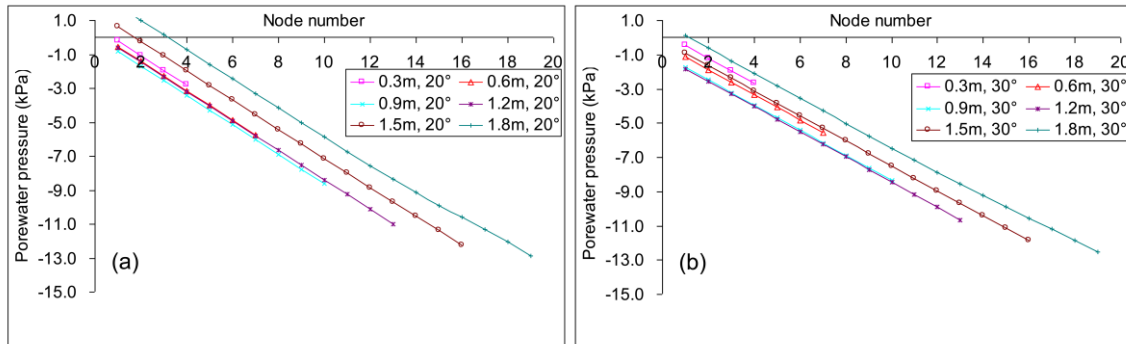 Node number
1.0
-1.0
-3.0
-5.0
-7.0
-9.0
-11.0
-13.0
-15.0
0 2 4 6 8 10 12 14 16 18 20
Porewater pressure (kPa)
0.3m, 20° 0.6m, 20°
0.9m, 20° 1.2m, 20°
1.5m, 20° 1.8m, 20°
(a)
Node number
1.0
-1.0
-3.0
-5.0
-7.0
-9.0
-11.0
-13.0
-15.0
0 2 4 6 8 10 12 14 16 18 20
Porewater pressure (kPa)
0.3m, 30° 0.6m, 30°
0.9m, 30° 1.2m, 30°
1.5m, 30° 1.8m, 30°
(b)